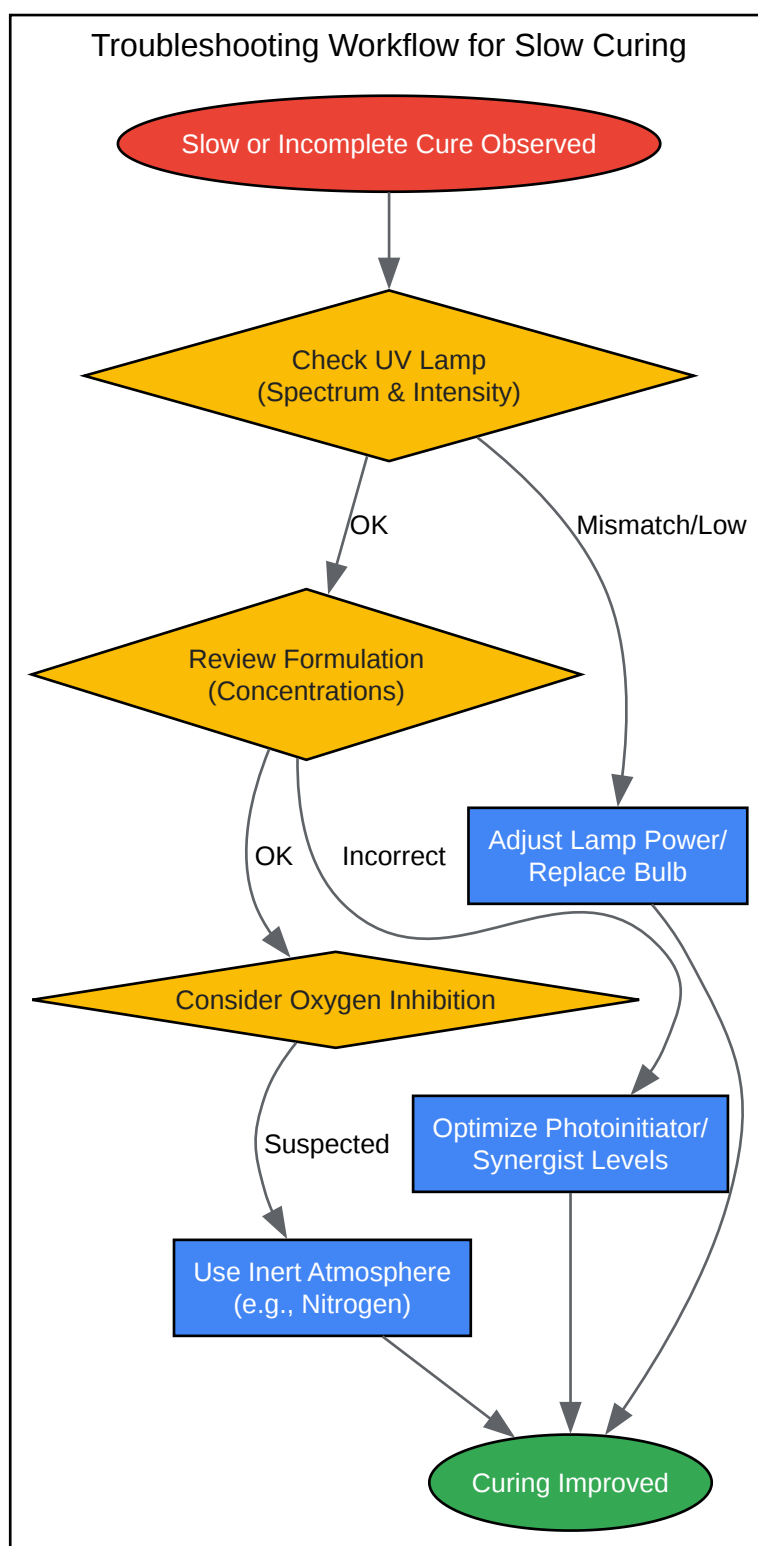 Troubleshooting Workflow for Slow Curing
Slow or Incomplete Cure Observed
Check UV Lamp
(Spectrum & Intensity)
OK
Mismatch/Low
Review Formulation
(Concentrations)
OK
Incorrect
Adjust Lamp Power/
Replace Bulb
Consider Oxygen Inhibition
Suspected
Optimize Photoinitiator/
Synergist Levels
Use Inert Atmosphere
(e.g., Nitrogen)
Curing Improved